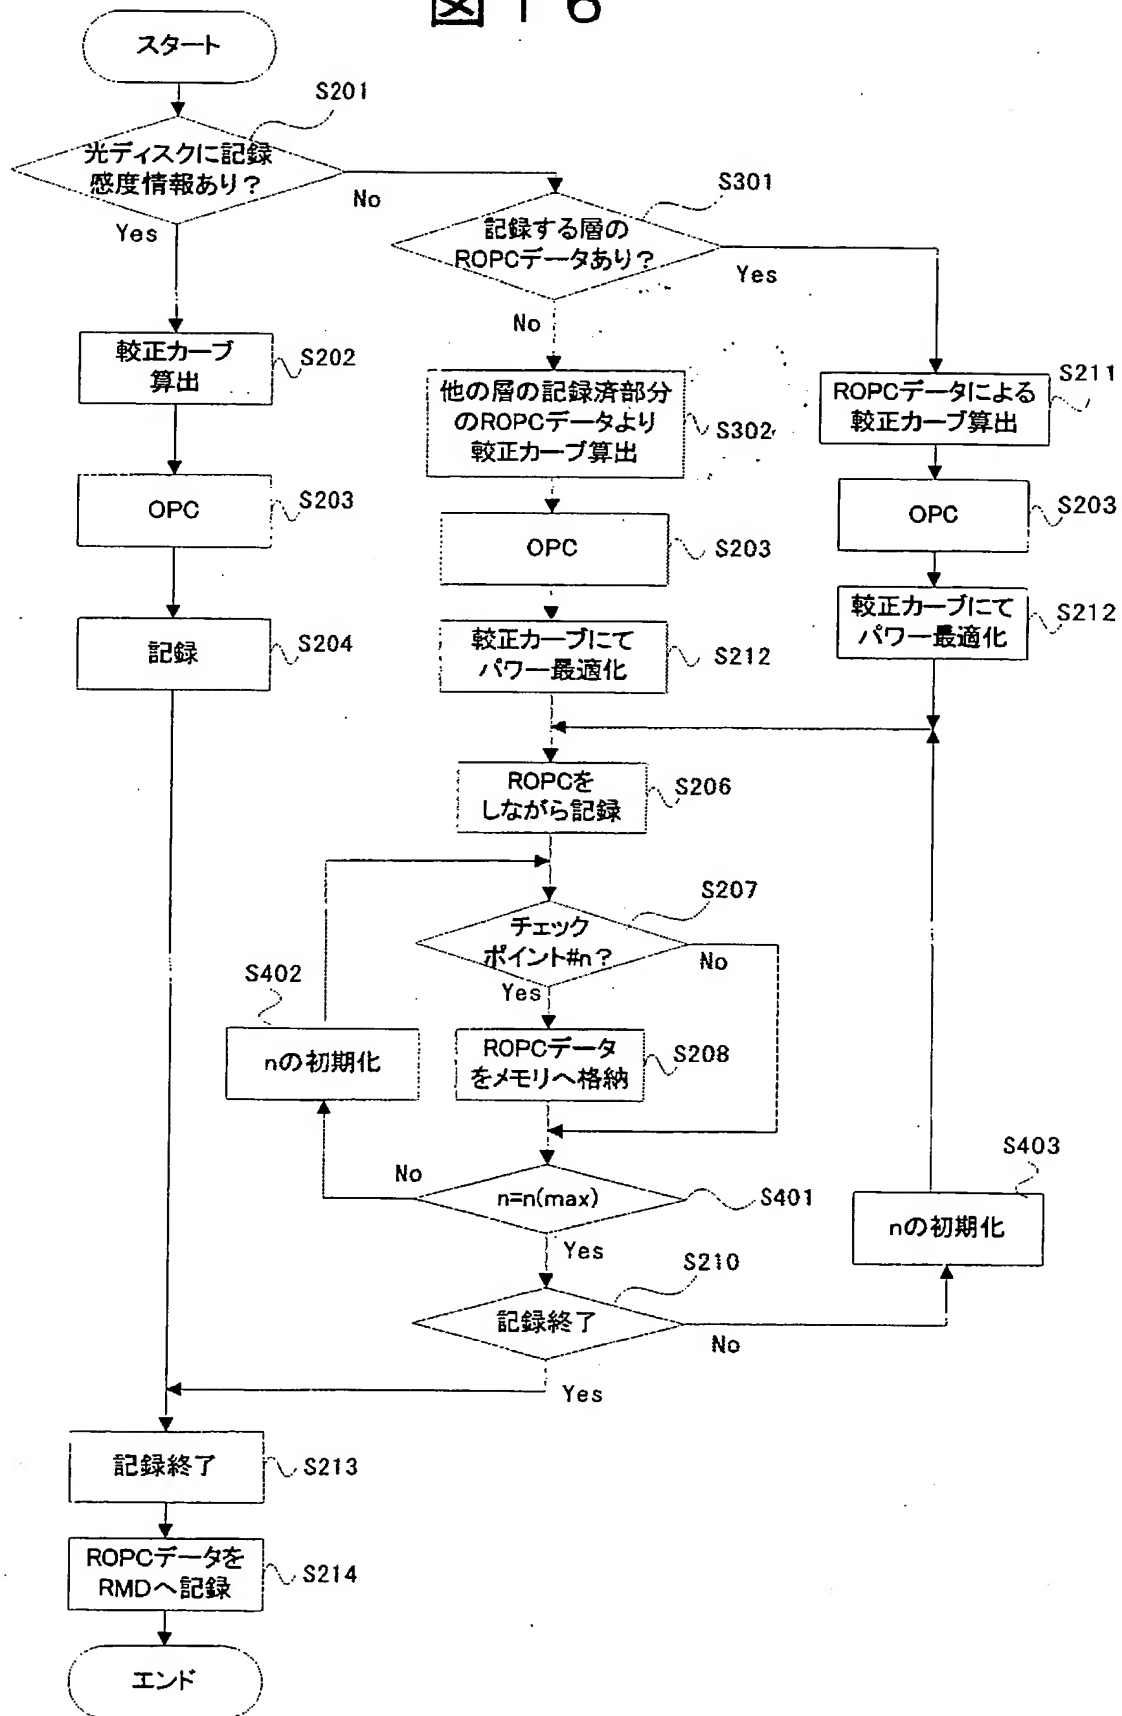 図16
スタート
S201
光ディスクに記録
感度情報あり？
No
Yes
S301
記録する層の
ROPCデータあり？
Yes
No
較正カーブ
算出
S202
他の層の記録済部分
のROPCデータより
較正カーブ算出
S302
ROPCデータによる
較正カーブ算出
S211
OPC
S203
OPC
S203
OPC
S203
記録
S204
較正カーブにて
パワー最適化
S212
較正カーブにて
パワー最適化
S212
ROPCを
しながら記録
S206
S207
チェック
ポイント#n？
No
Yes
S402
nの初期化
ROPCデータ
をメモリへ格納
S208
No
n=n(max)
S401
Yes
S403
nの初期化
S210
記録終了
No
Yes
記録終了
S213
ROPCデータを
RMDへ記録
S214
エンド